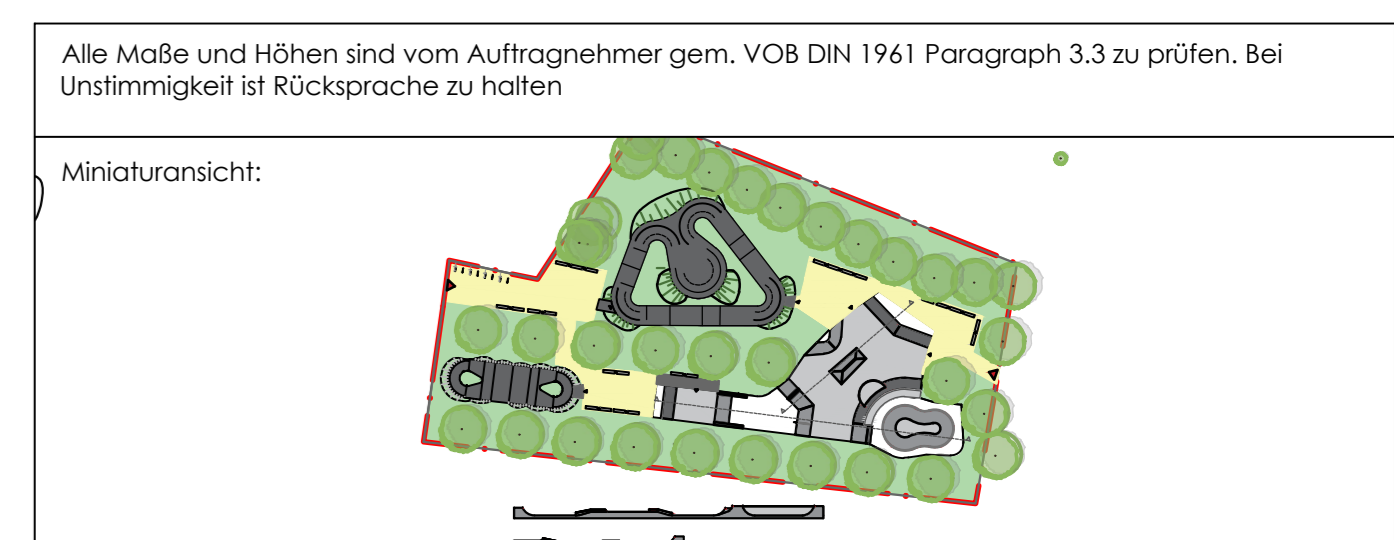 Alle Maße und Höhen sind vom Auftragnehmer gem. VOB DIN 1961 Paragraph 3.3 zu prüfen. Bei
Unstimmigkeit ist Rücksprache zu halten
Miniaturansicht: